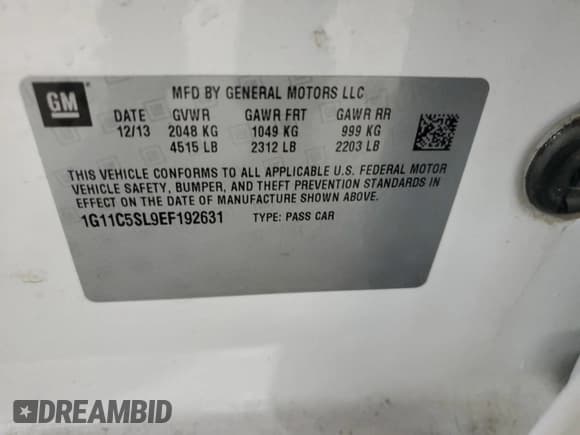 GM
MFD BY GENERAL MOTORS LLC
DATE GVWR GAWR FRT GAWR RR
12/13 2048 KG 1049 KG 999 KG
4515 LB 2312 LB 2203 LB
THIS VEHICLE CONFORMS TO ALL APPLICABLE U.S. FEDERAL MOTOR
VEHICLE SAFETY, BUMPER, AND THEFT PREVENTION STANDARDS IN
EFFECT ON THE DATE OF MANUFACTURE SHOWN ABOVE.
1G11C5SL9EF192631 TYPE: PASS CAR
DREAMBID